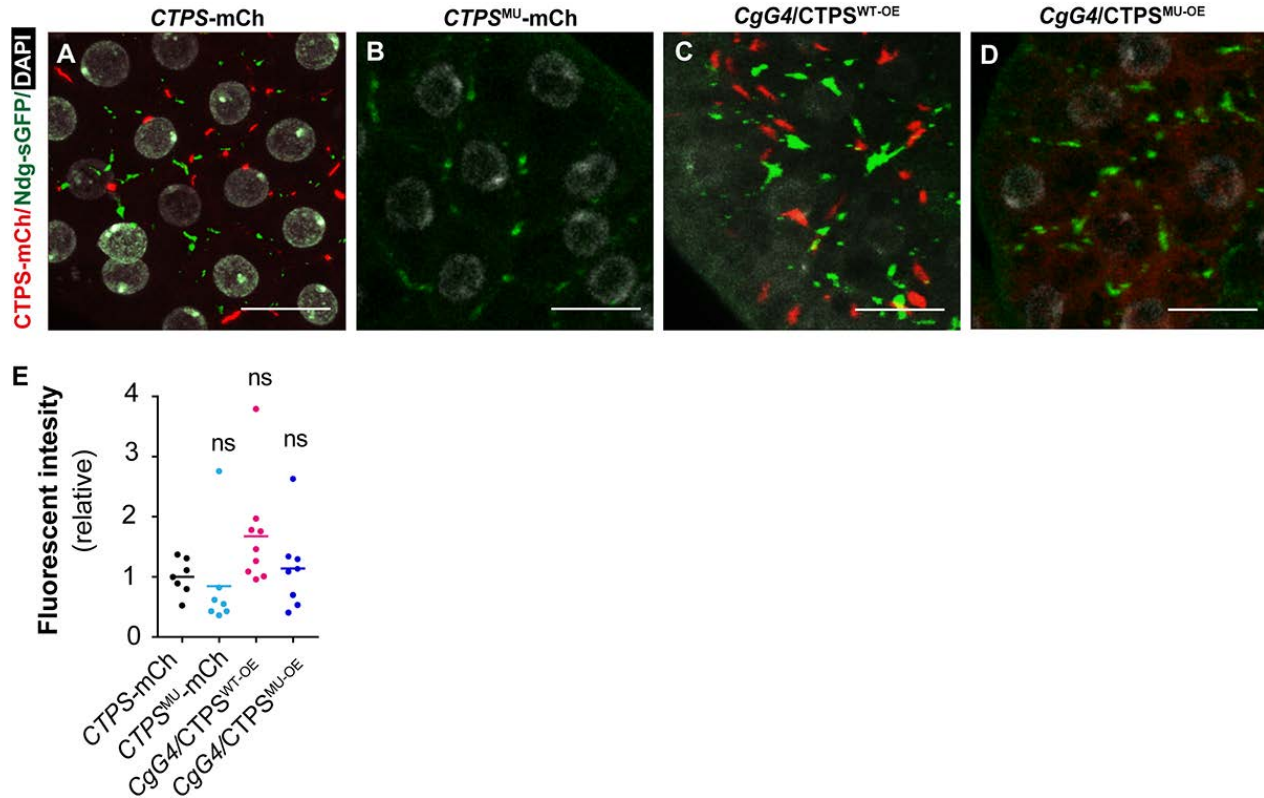 CTPS-mCh
CTPSᴹᵁ-mCh
CgG4/CTPSᵂᵀ⁻ᴼᴱ
CgG4/CTPSᴹᵁ⁻ᴼᴱ
CTPS-mCh/Ndg-sGFP/DAPI
A
B
C
D
E
Fluorescent intesity
(relative)
4
3
2
1
0
ns
ns
ns
CTPS-mCh
CTPSᴹᵁ-mCh
CgG4/CTPSᵂᵀ⁻ᴼᴱ
CgG4/CTPSᴹᵁ⁻ᴼᴱ